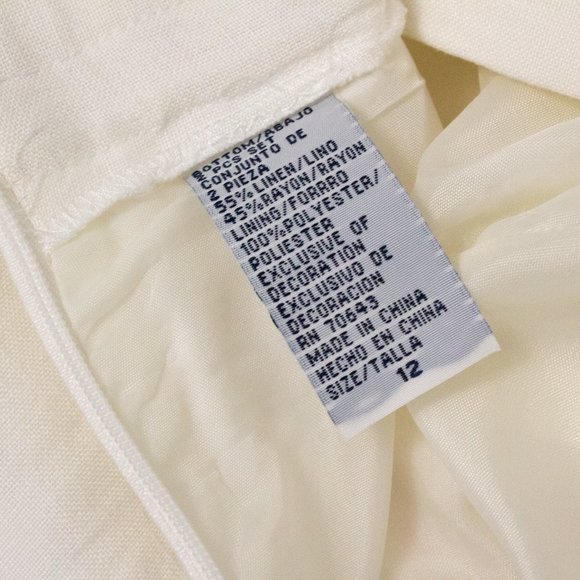 BOTTOM/ABAJO
2PCS SET
CONJUNTO DE
2 PIEZA
55% LINEN/LINO
45% RAYON/RAYON
LINING/FORRRO
100%POLYESTER/
POLIESTER
EXCLUSIVE OF
DECORATION
EXCLUSIVO DE
DECORACION
RN 70643
MADE IN CHINA
HECHO EN CHINA
SIZE/TALLA
12